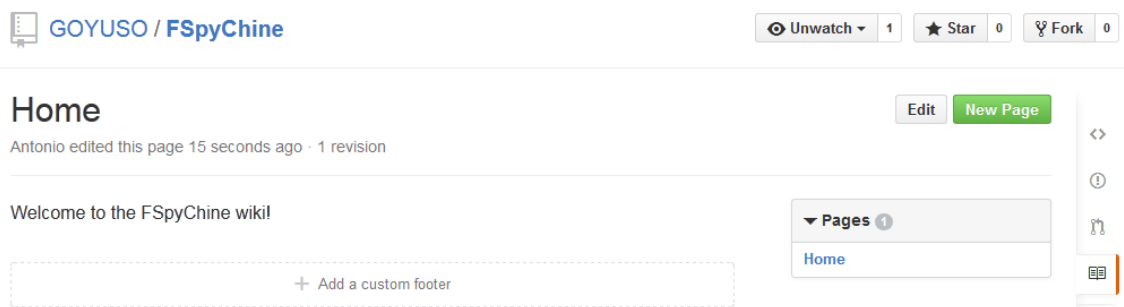 GOYUSO / FSpyChine
Unwatch 1 Star 0 Fork 0
Home
Edit New Page
Antonio edited this page 15 seconds ago · 1 revision
Welcome to the FSpyChine wiki!
Pages 1
Home
+ Add a custom footer